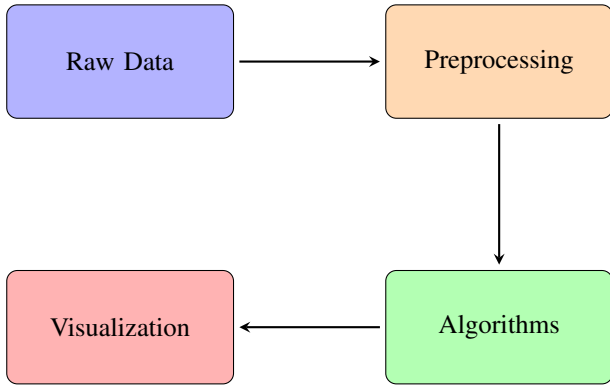 Raw Data
Preprocessing
Visualization
Algorithms